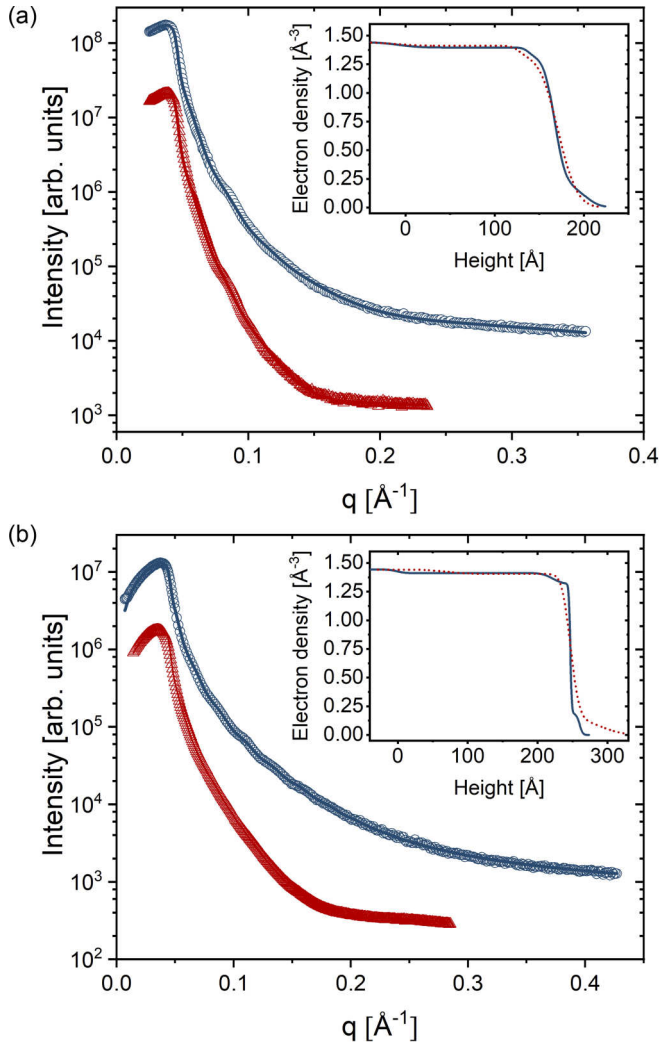 (a)
10⁸
10⁷
10⁶
10⁵
10⁴
10³
Intensity [arb. units]
0.0 0.1 0.2 0.3 0.4
q [Å⁻¹]
1.50
1.25
1.00
0.75
0.50
0.25
0.00
Electron density [Å⁻³]
0 100 200
Height [Å]
(b)
10⁷
10⁶
10⁵
10⁴
10³
10²
Intensity [arb. units]
0.0 0.1 0.2 0.3 0.4
q [Å⁻¹]
1.50
1.25
1.00
0.75
0.50
0.25
0.00
Electron density [Å⁻³]
0 100 200 300
Height [Å]